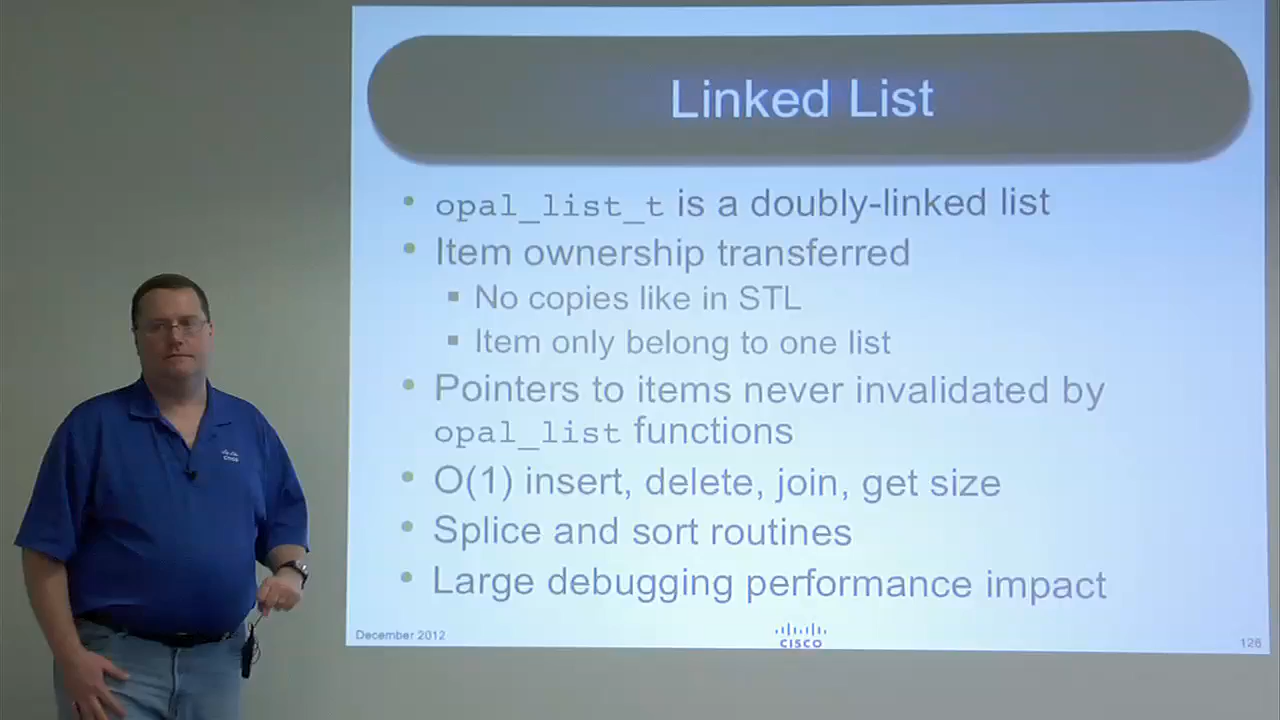 Linked List
• opal_list_t is a doubly-linked list
• Item ownership transferred
▪ No copies like in STL
▪ Item only belong to one list
• Pointers to items never invalidated by
opal_list functions
• O(1) insert, delete, join, get size
• Splice and sort routines
• Large debugging performance impact
December 2012
CISCO
126
CISCO